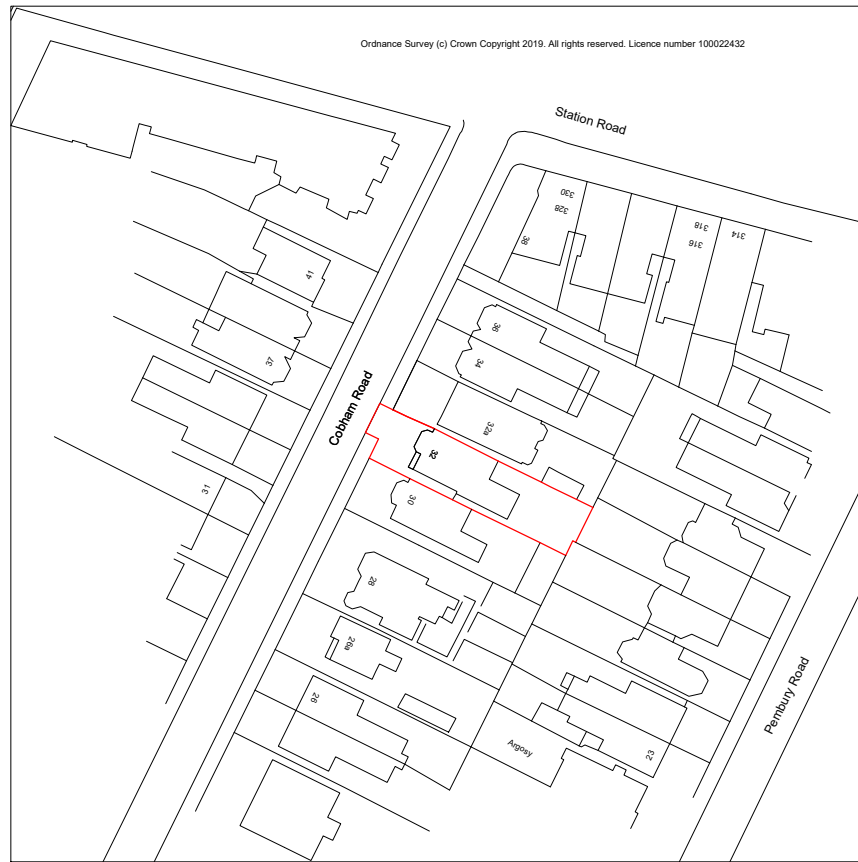 Ordnance Survey (c) Crown Copyright 2019. All rights reserved. Licence number 100022432
Station Road
330
328
318
316
314
38
41
36
37
34
Cobham Road
32a
32
31
30
28
26a
26
Pembury Road
Argosy
23